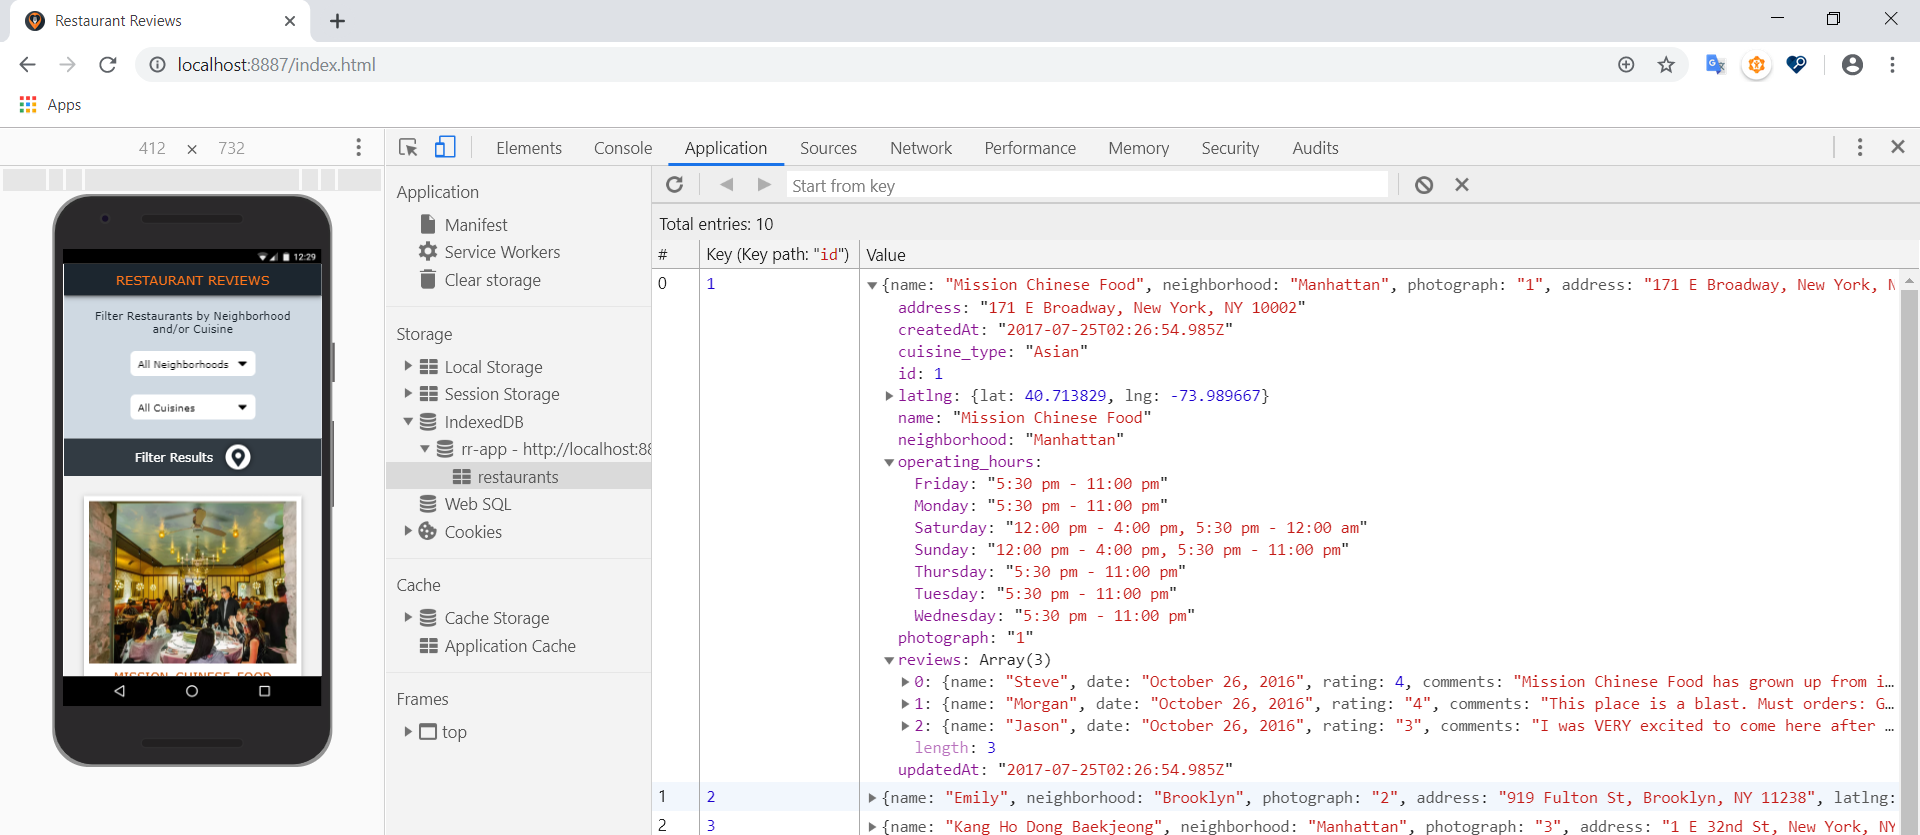 Restaurant Reviews
localhost:8887/index.html
Apps
412 × 732
Elements Console Application Sources Network Performance Memory Security Audits
12:29
RESTAURANT REVIEWS
Filter Restaurants by Neighborhood
and/or Cuisine
All Neighborhoods
All Cuisines
Filter Results
MISSION CHINESE FOOD
Application
Manifest
Service Workers
Clear storage
Storage
Local Storage
Session Storage
IndexedDB
rr-app - http://localhost:88
restaurants
Web SQL
Cookies
Cache
Cache Storage
Application Cache
Frames
top
Start from key
Total entries: 10
# Key (Key path: "id") Value
0 1 {name: "Mission Chinese Food", neighborhood: "Manhattan", photograph: "1", address: "171 E Broadway, New York, N
address: "171 E Broadway, New York, NY 10002"
createdAt: "2017-07-25T02:26:54.985Z"
cuisine_type: "Asian"
id: 1
latlng: {lat: 40.713829, lng: -73.989667}
name: "Mission Chinese Food"
neighborhood: "Manhattan"
operating_hours:
Friday: "5:30 pm - 11:00 pm"
Monday: "5:30 pm - 11:00 pm"
Saturday: "12:00 pm - 4:00 pm, 5:30 pm - 12:00 am"
Sunday: "12:00 pm - 4:00 pm, 5:30 pm - 11:00 pm"
Thursday: "5:30 pm - 11:00 pm"
Tuesday: "5:30 pm - 11:00 pm"
Wednesday: "5:30 pm - 11:00 pm"
photograph: "1"
reviews: Array(3)
0: {name: "Steve", date: "October 26, 2016", rating: 4, comments: "Mission Chinese Food has grown up from i…
1: {name: "Morgan", date: "October 26, 2016", rating: "4", comments: "This place is a blast. Must orders: G…
2: {name: "Jason", date: "October 26, 2016", rating: "3", comments: "I was VERY excited to come here after …
length: 3
updatedAt: "2017-07-25T02:26:54.985Z"
1 2 {name: "Emily", neighborhood: "Brooklyn", photograph: "2", address: "919 Fulton St, Brooklyn, NY 11238", latlng:
2 3 {name: "Kang Ho Dong Baekjeong", neighborhood: "Manhattan", photograph: "3", address: "1 E 32nd St, New York, NY